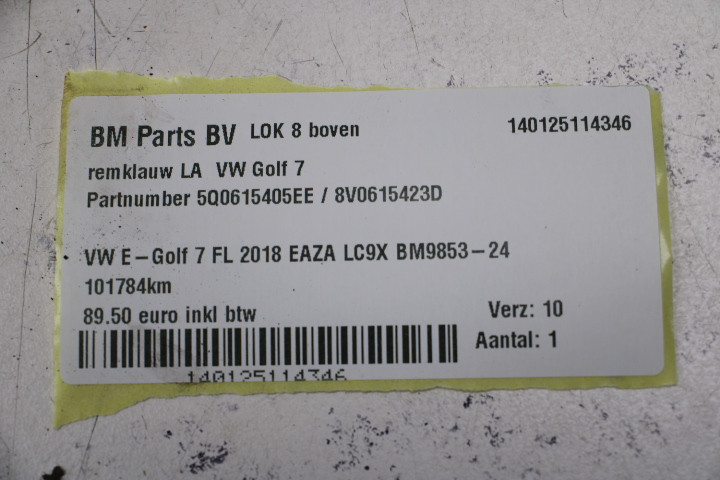 BM Parts BV LOK 8 boven 140125114346
remklauw LA VW Golf 7
Partnumber 5Q0615405EE / 8V0615423D
VW E-Golf 7 FL 2018 EAZA LC9X BM9853-24
101784km
89.50 euro inkl btw Verz: 10
Aantal: 1
140125114346